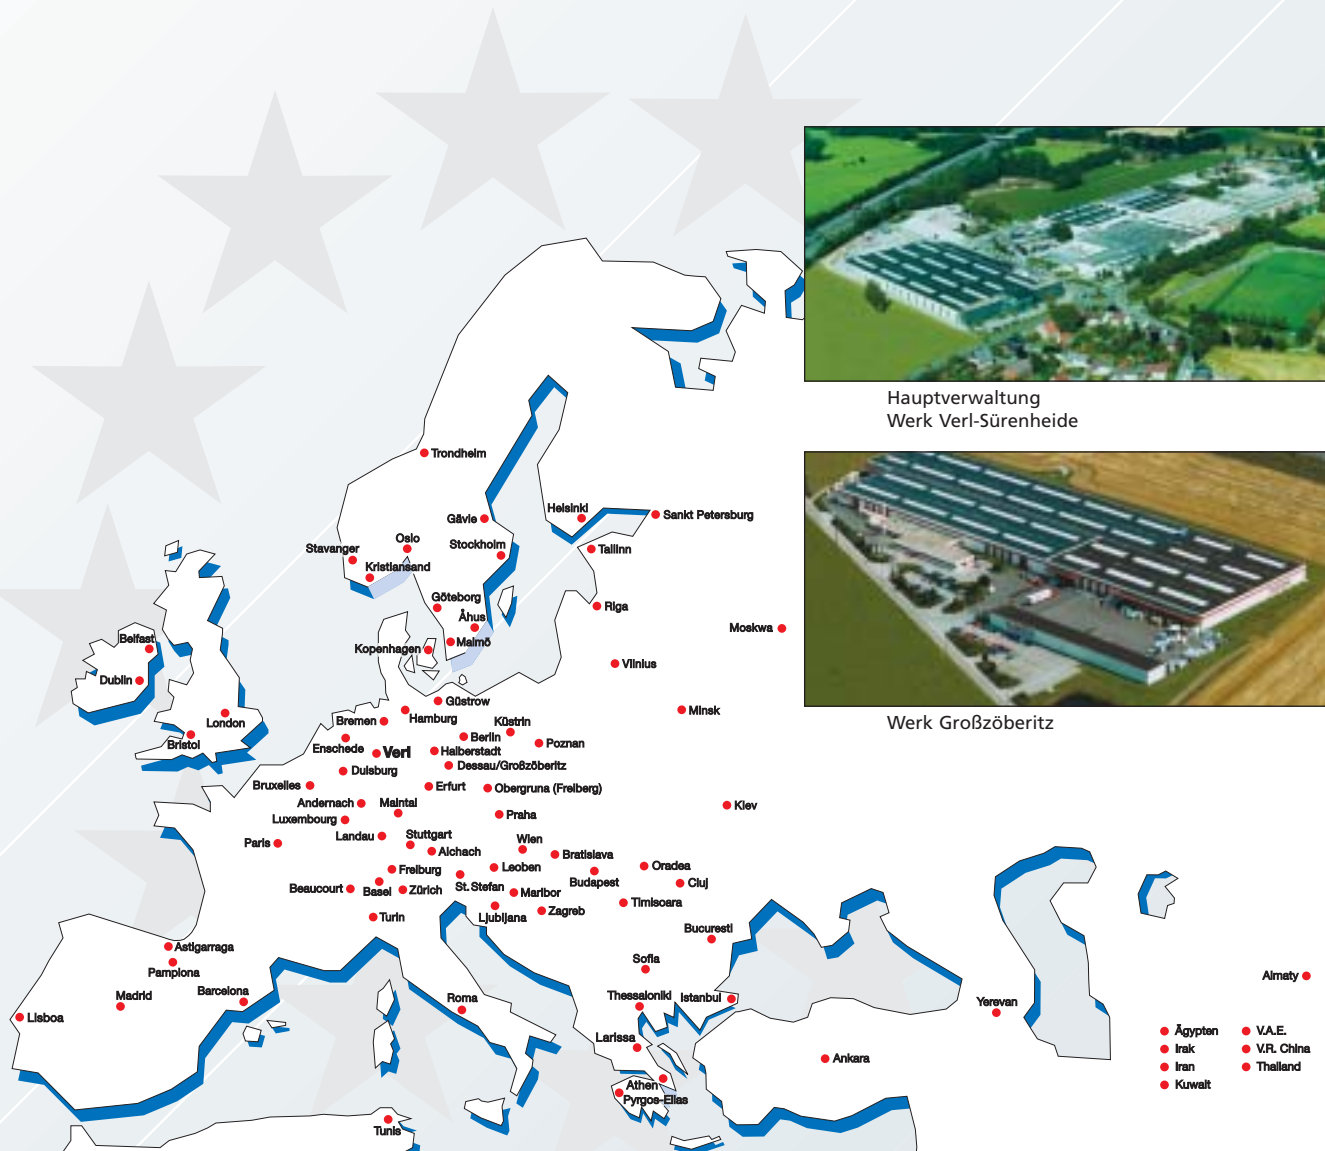 Hauptverwaltung
Werk Verl-Sürenheide
Trondheim
Helsinki
Sankt Petersburg
Gävle
Oslo
Stockholm
Stavanger
Tallinn
Kristiansand
Göteborg
Riga
Åhus
Moskwa
Belfast
Malmö
Kopenhagen
Vilnius
Dublin
Güstrow
Minsk
Werk Großzöberitz
London
Bremen
Hamburg
Küstrin
Bristol
Enschede
Berlin
Poznan
Verl
Halberstadt
Duisburg
Dessau/Großzöberitz
Bruxelles
Erfurt
Obergruna (Freiberg)
Andernach
Maintal
Kiev
Luxembourg
Praha
Paris
Landau
Stuttgart
Wien
Aichach
Bratislava
Freiburg
Leoben
Oradea
Beaucourt
Basel
Zürich
St. Stefan
Maribor
Budapest
Cluj
Timisoara
Turin
Ljubljana
Zagreb
Bucuresti
Astigarraga
Pamplona
Sofia
Almaty
Madrid
Barcelona
Roma
Thessaloniki
Istanbul
Yerevan
Lisboa
Ägypten
V.A.E.
Larissa
Irak
V.R. China
Ankara
Iran
Thailand
Athen
Kuwait
Pyrgos-Elias
Tunis